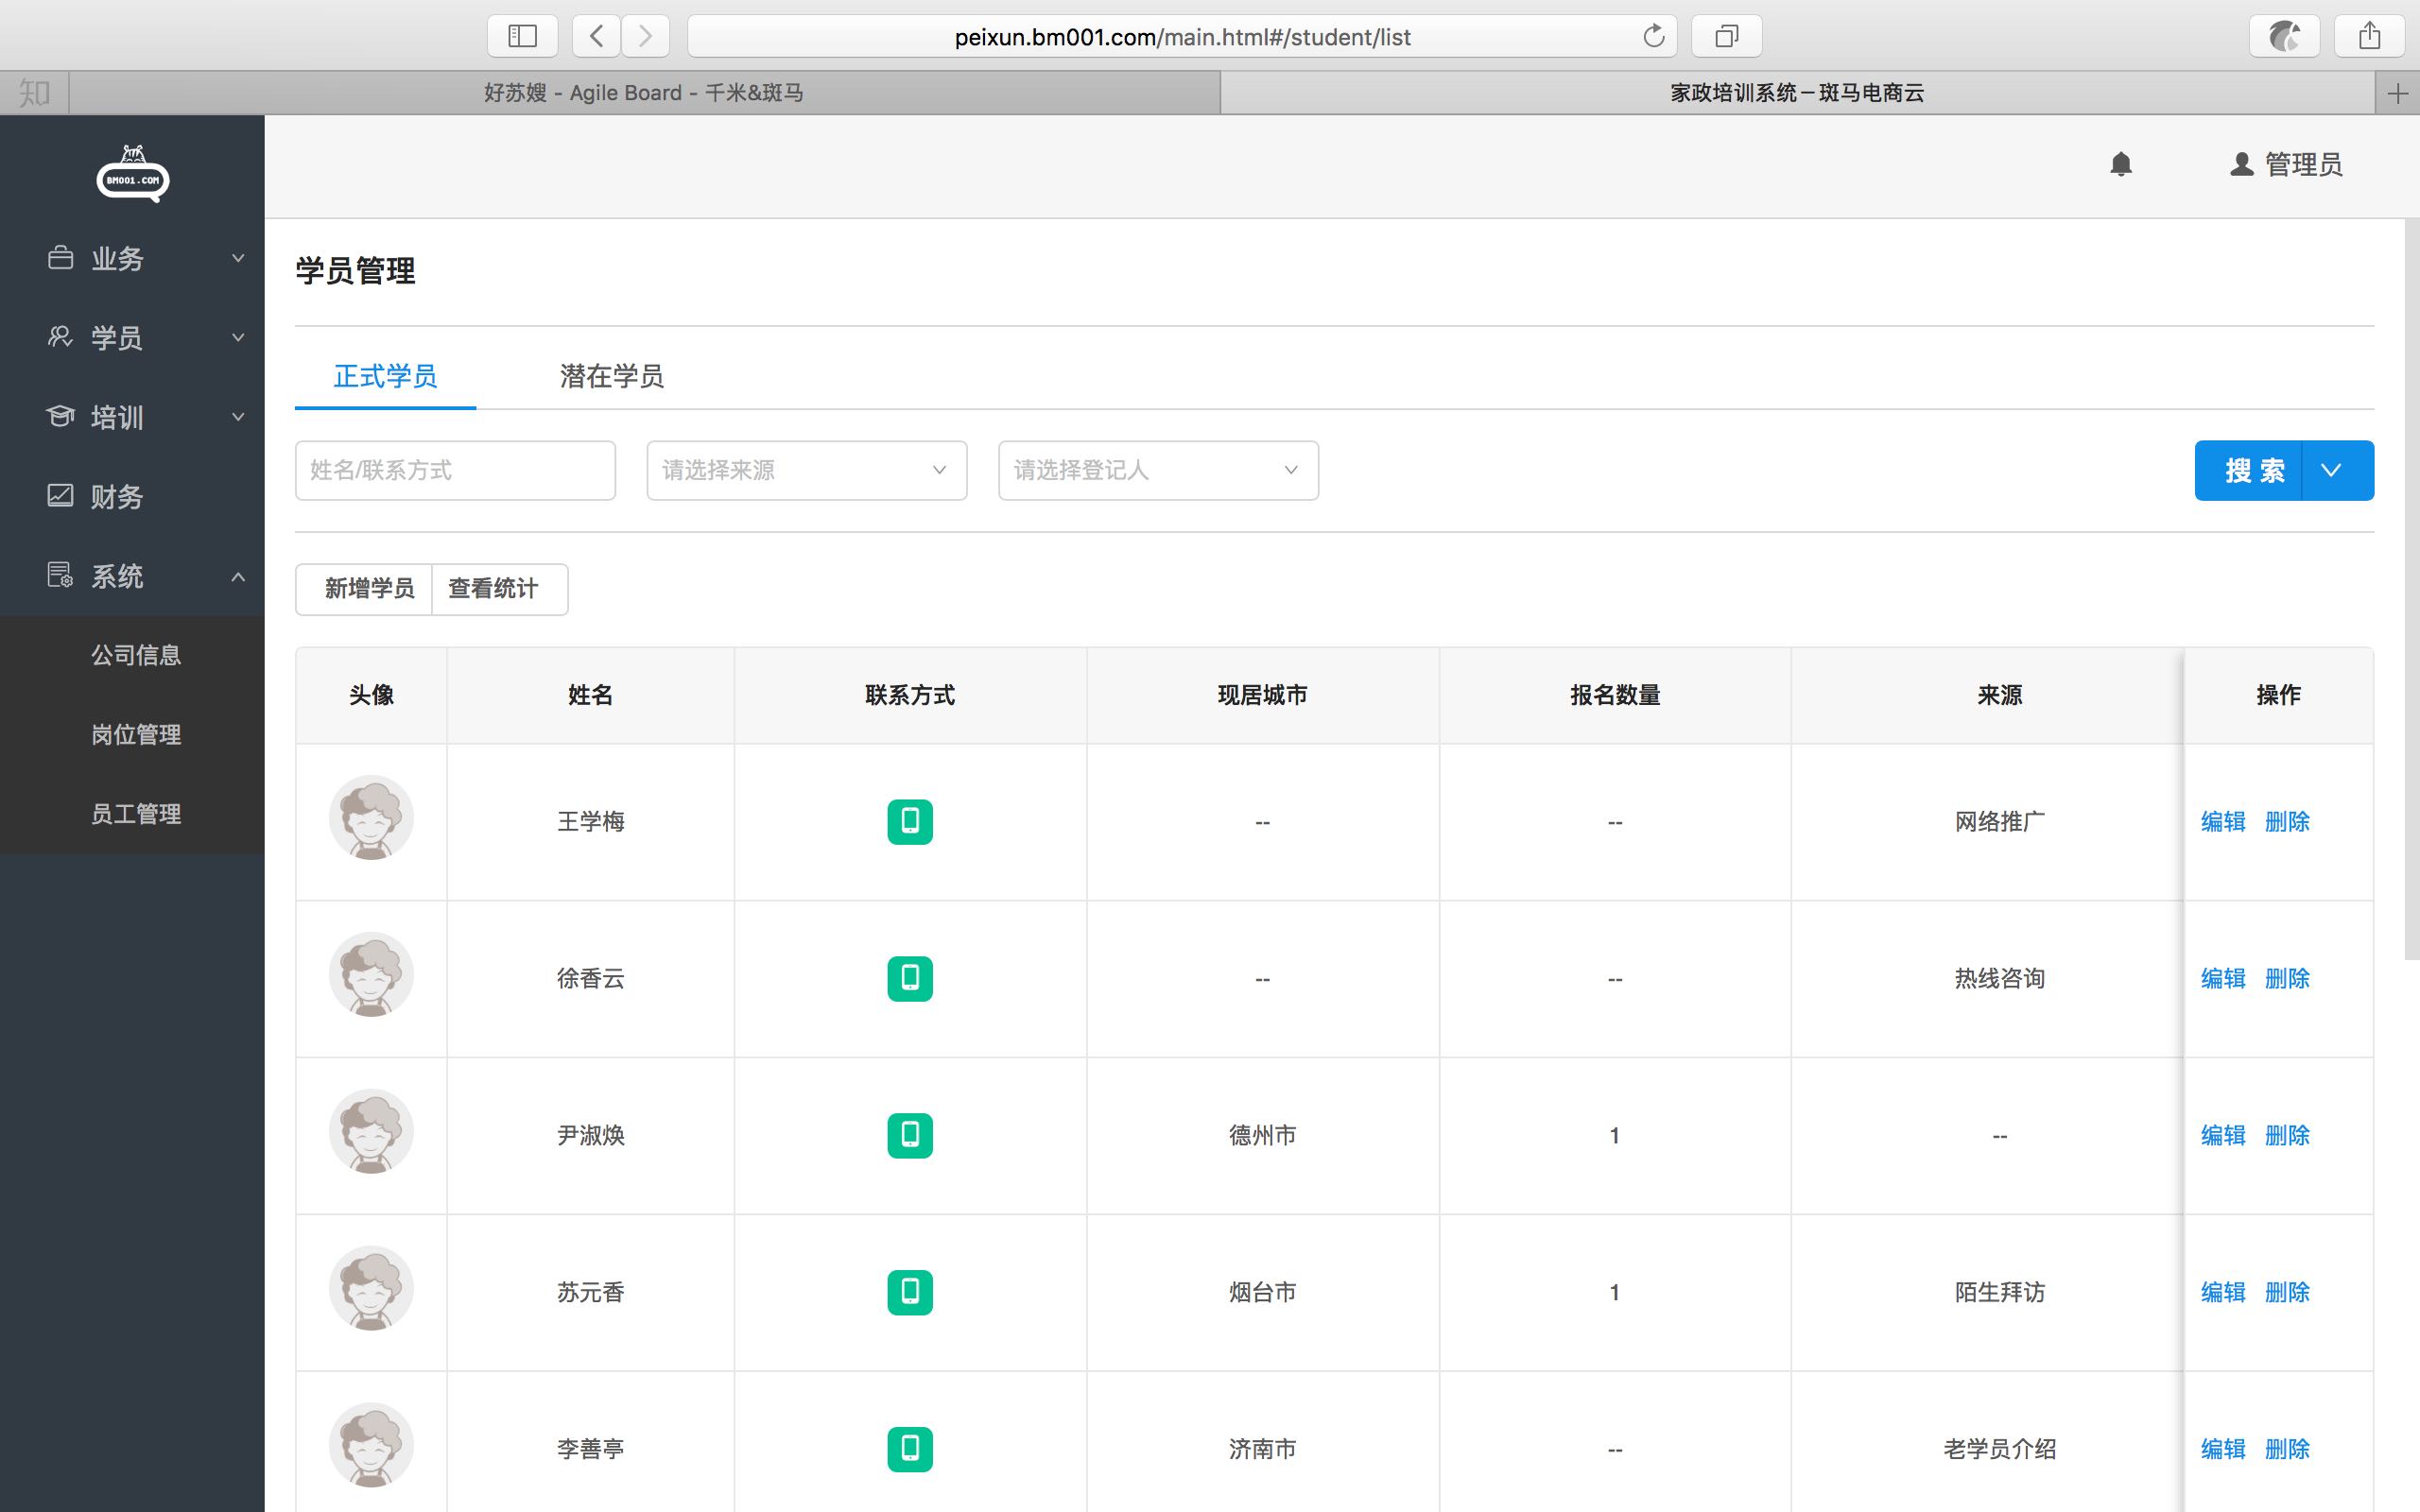 peixun.bm001.com/main.html#/student/list
知
好苏嫂 - Agile Board - 千米&斑马
家政培训系统－斑马电商云
BM001.COM
管理员
业务
学员
培训
财务
系统
公司信息
岗位管理
员工管理
学员管理
正式学员 潜在学员
姓名/联系方式 请选择来源 请选择登记人 搜 索
新增学员 查看统计
头像 姓名 联系方式 现居城市 报名数量 来源 操作
王学梅 -- -- 网络推广 编辑 删除
徐香云 -- -- 热线咨询 编辑 删除
尹淑焕 德州市 1 -- 编辑 删除
苏元香 烟台市 1 陌生拜访 编辑 删除
李善亭 济南市 -- 老学员介绍 编辑 删除